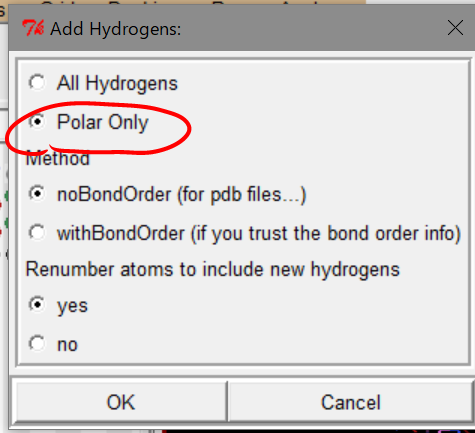 Add Hydrogens:
All Hydrogens
Polar Only
Method
noBondOrder (for pdb files...)
withBondOrder (if you trust the bond order info)
Renumber atoms to include new hydrogens
yes
no
OK Cancel